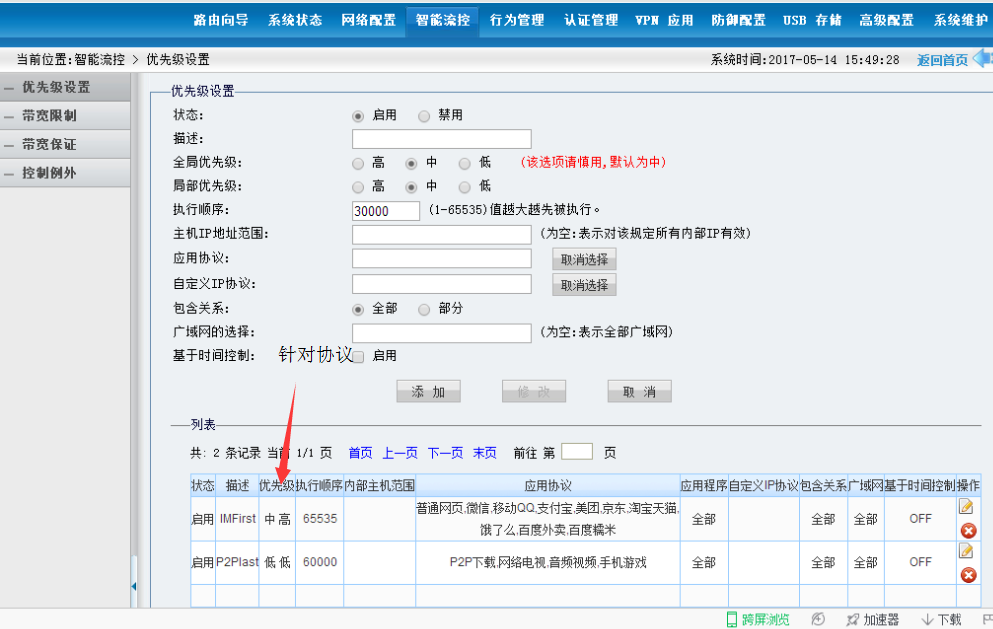 路由向导 系统状态 网络配置 智能流控 行为管理 认证管理 VPN 应用 防御配置 USB 存储 高级配置 系统维护
当前位置:智能流控 > 优先级设置 系统时间:2017-05-14 15:49:28 返回首页
优先级设置
带宽限制
带宽保证
控制例外
优先级设置
状态: 启用 禁用
描述:
全局优先级: 高 中 低 (该选项请慎用,默认为中)
局部优先级: 高 中 低
执行顺序: 30000 (1-65535)值越大越先被执行。
主机IP地址范围: (为空:表示对该规定所有内部IP有效)
应用协议: 取消选择
自定义IP协议: 取消选择
包含关系: 全部 部分
广域网的选择: (为空:表示全部广域网)
基于时间控制: 针对协议 启用
添 加 修 改 取 消
列表
共: 2 条记录 当前 1/1 页 首页 上一页 下一页 末页 前往 第 页
状态 描述 优先级 执行顺序 内部主机范围 应用协议 应用程序 自定义IP协议 包含关系 广域网 基于时间控制 操作
启用 IMFirst 中 高 65535 普通网页,微信,移动QQ,支付宝,美团,京东,淘宝天猫, 全部 全部 全部 OFF
饿了么,百度外卖,百度糯米
启用 P2Plast 低 低 60000 P2P下载,网络电视,音频视频,手机游戏 全部 全部 全部 OFF
跨屏浏览 加速器 下载